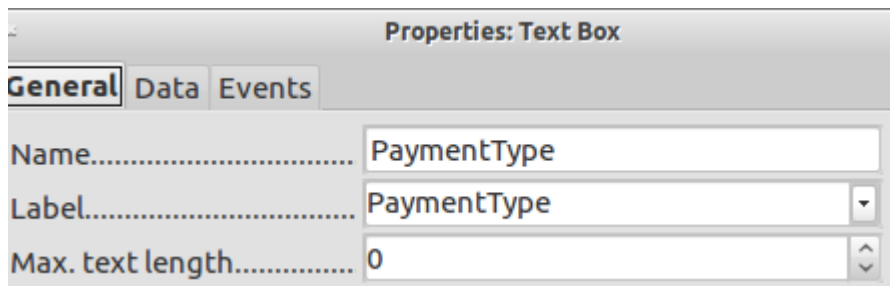 Properties: Text Box
General Data Events
Name.............................. PaymentType
Label............................... PaymentType
Max. text length............... 0